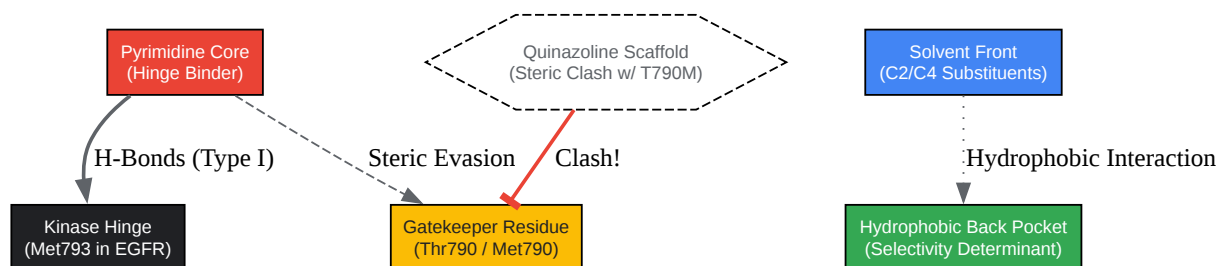 Pyrimidine Core
(Hinge Binder)
Quinazoline Scaffold
(Steric Clash w/ T790M)
Solvent Front
(C2/C4 Substituents)
H-Bonds (Type I)
Steric Evasion
Clash!
Hydrophobic Interaction
Kinase Hinge
(Met793 in EGFR)
Gatekeeper Residue
(Thr790 / Met790)
Hydrophobic Back Pocket
(Selectivity Determinant)